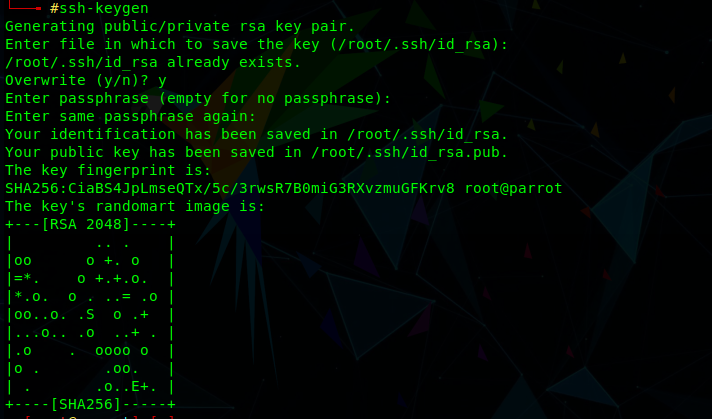 └──╼ #ssh-keygen
Generating public/private rsa key pair.
Enter file in which to save the key (/root/.ssh/id_rsa):
/root/.ssh/id_rsa already exists.
Overwrite (y/n)? y
Enter passphrase (empty for no passphrase):
Enter same passphrase again:
Your identification has been saved in /root/.ssh/id_rsa.
Your public key has been saved in /root/.ssh/id_rsa.pub.
The key fingerprint is:
SHA256:CiaBS4JpLmseQTx/5c/3rwsR7B0miG3RXvzmuGFKrv8 root@parrot
The key's randomart image is:
+---[RSA 2048]----+
|          .. .    |
|oo      o +. o   |
|=*.    o +.+.o.  |
|*.o.  o . ..= .o |
|oo..o. .S  o .+  |
|...o.. .o  ..+ . |
|.o    .  oooo o  |
|o .       .oo.   |
| .       .o..E+. |
+----[SHA256]-----+